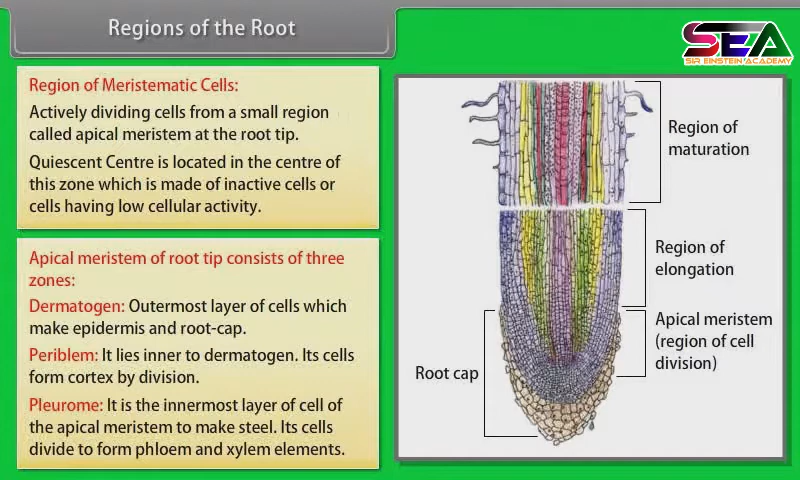 Regions of the Root
SEA
SIR EINSTEIN ACADEMY
Region of Meristematic Cells:
Actively dividing cells from a small region
called apical meristem at the root tip.
Quiescent Centre is located in the centre of
this zone which is made of inactive cells or
cells having low cellular activity.
Apical meristem of root tip consists of three
zones:
Dermatogen: Outermost layer of cells which
make epidermis and root-cap.
Periblem: It lies inner to dermatogen. Its cells
form cortex by division.
Pleurome: It is the innermost layer of cell of
the apical meristem to make steel. Its cells
divide to form phloem and xylem elements.
Region of
maturation
Region of
elongation
Apical meristem
(region of cell
division)
Root cap